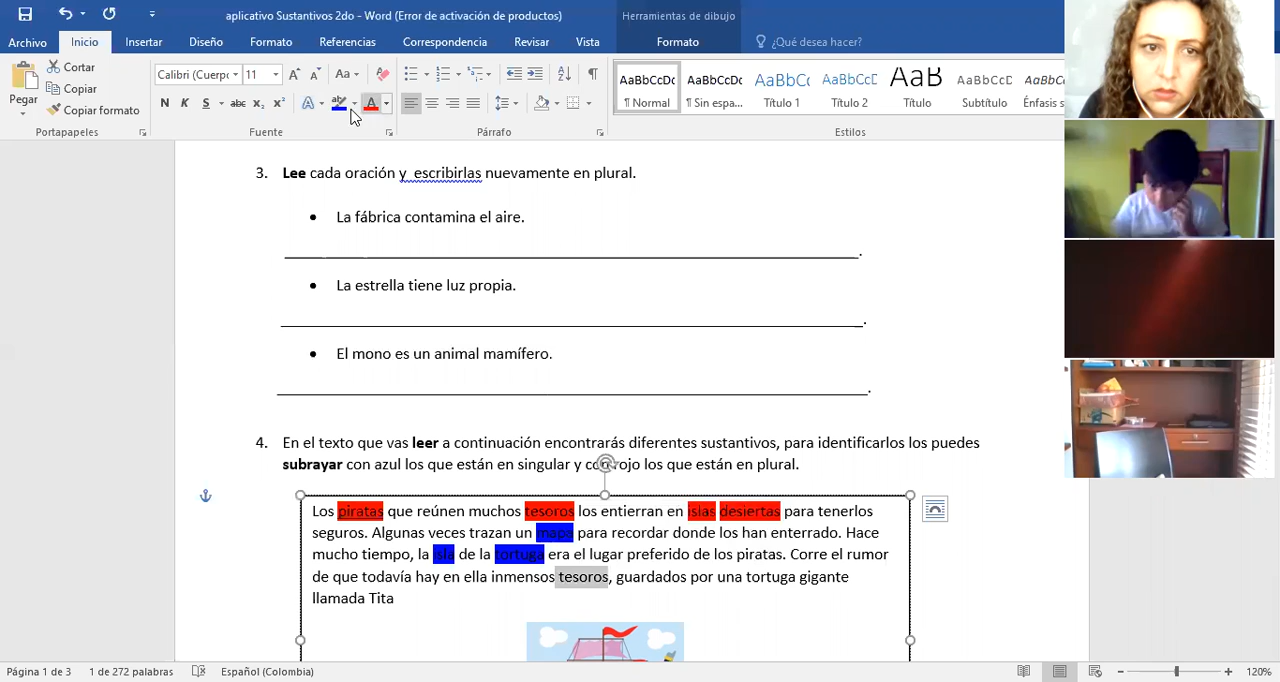 aplicativo Sustantivos 2do - Word (Error de activación de productos)
Herramientas de dibujo
Archivo Inicio Insertar Diseño Formato Referencias Correspondencia Revisar Vista Formato ¿Qué desea hacer?
Pegar
Cortar
Copiar
Copiar formato
Portapapeles
Calibri (Cuerpo 11
Aa
N K S abc x₂ x²
Fuente
Párrafo
AaBbCcDc AaBbCcDc AaBbCc AaBbCcD AaB AaBbCcD AaBbCc
¶ Normal ¶ Sin espa... Título 1 Título 2 Título Subtítulo Énfasis s
Estilos
3. Lee cada oración y escribirlas nuevamente en plural.
• La fábrica contamina el aire.
.
• La estrella tiene luz propia.
.
• El mono es un animal mamífero.
.
4. En el texto que vas leer a continuación encontrarás diferentes sustantivos, para identificarlos los puedes
subrayar con azul los que están en singular y con rojo los que están en plural.
Los piratas que reúnen muchos tesoros los entierran en islas desiertas para tenerlos
seguros. Algunas veces trazan un mapa para recordar donde los han enterrado. Hace
mucho tiempo, la isla de la tortuga era el lugar preferido de los piratas. Corre el rumor
de que todavía hay en ella inmensos tesoros, guardados por una tortuga gigante
llamada Tita
Página 1 de 3 1 de 272 palabras Español (Colombia) 120%